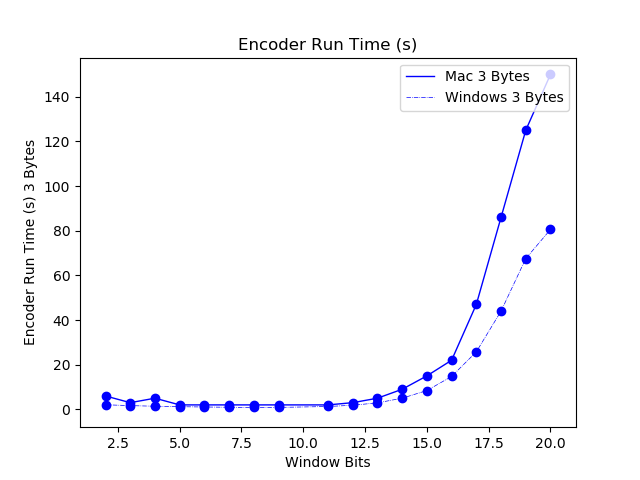 Encoder Run Time (s)
Mac 3 Bytes
Windows 3 Bytes
Encoder Run Time (s) 3 Bytes
140
120
100
80
60
40
20
0
2.5 5.0 7.5 10.0 12.5 15.0 17.5 20.0
Window Bits